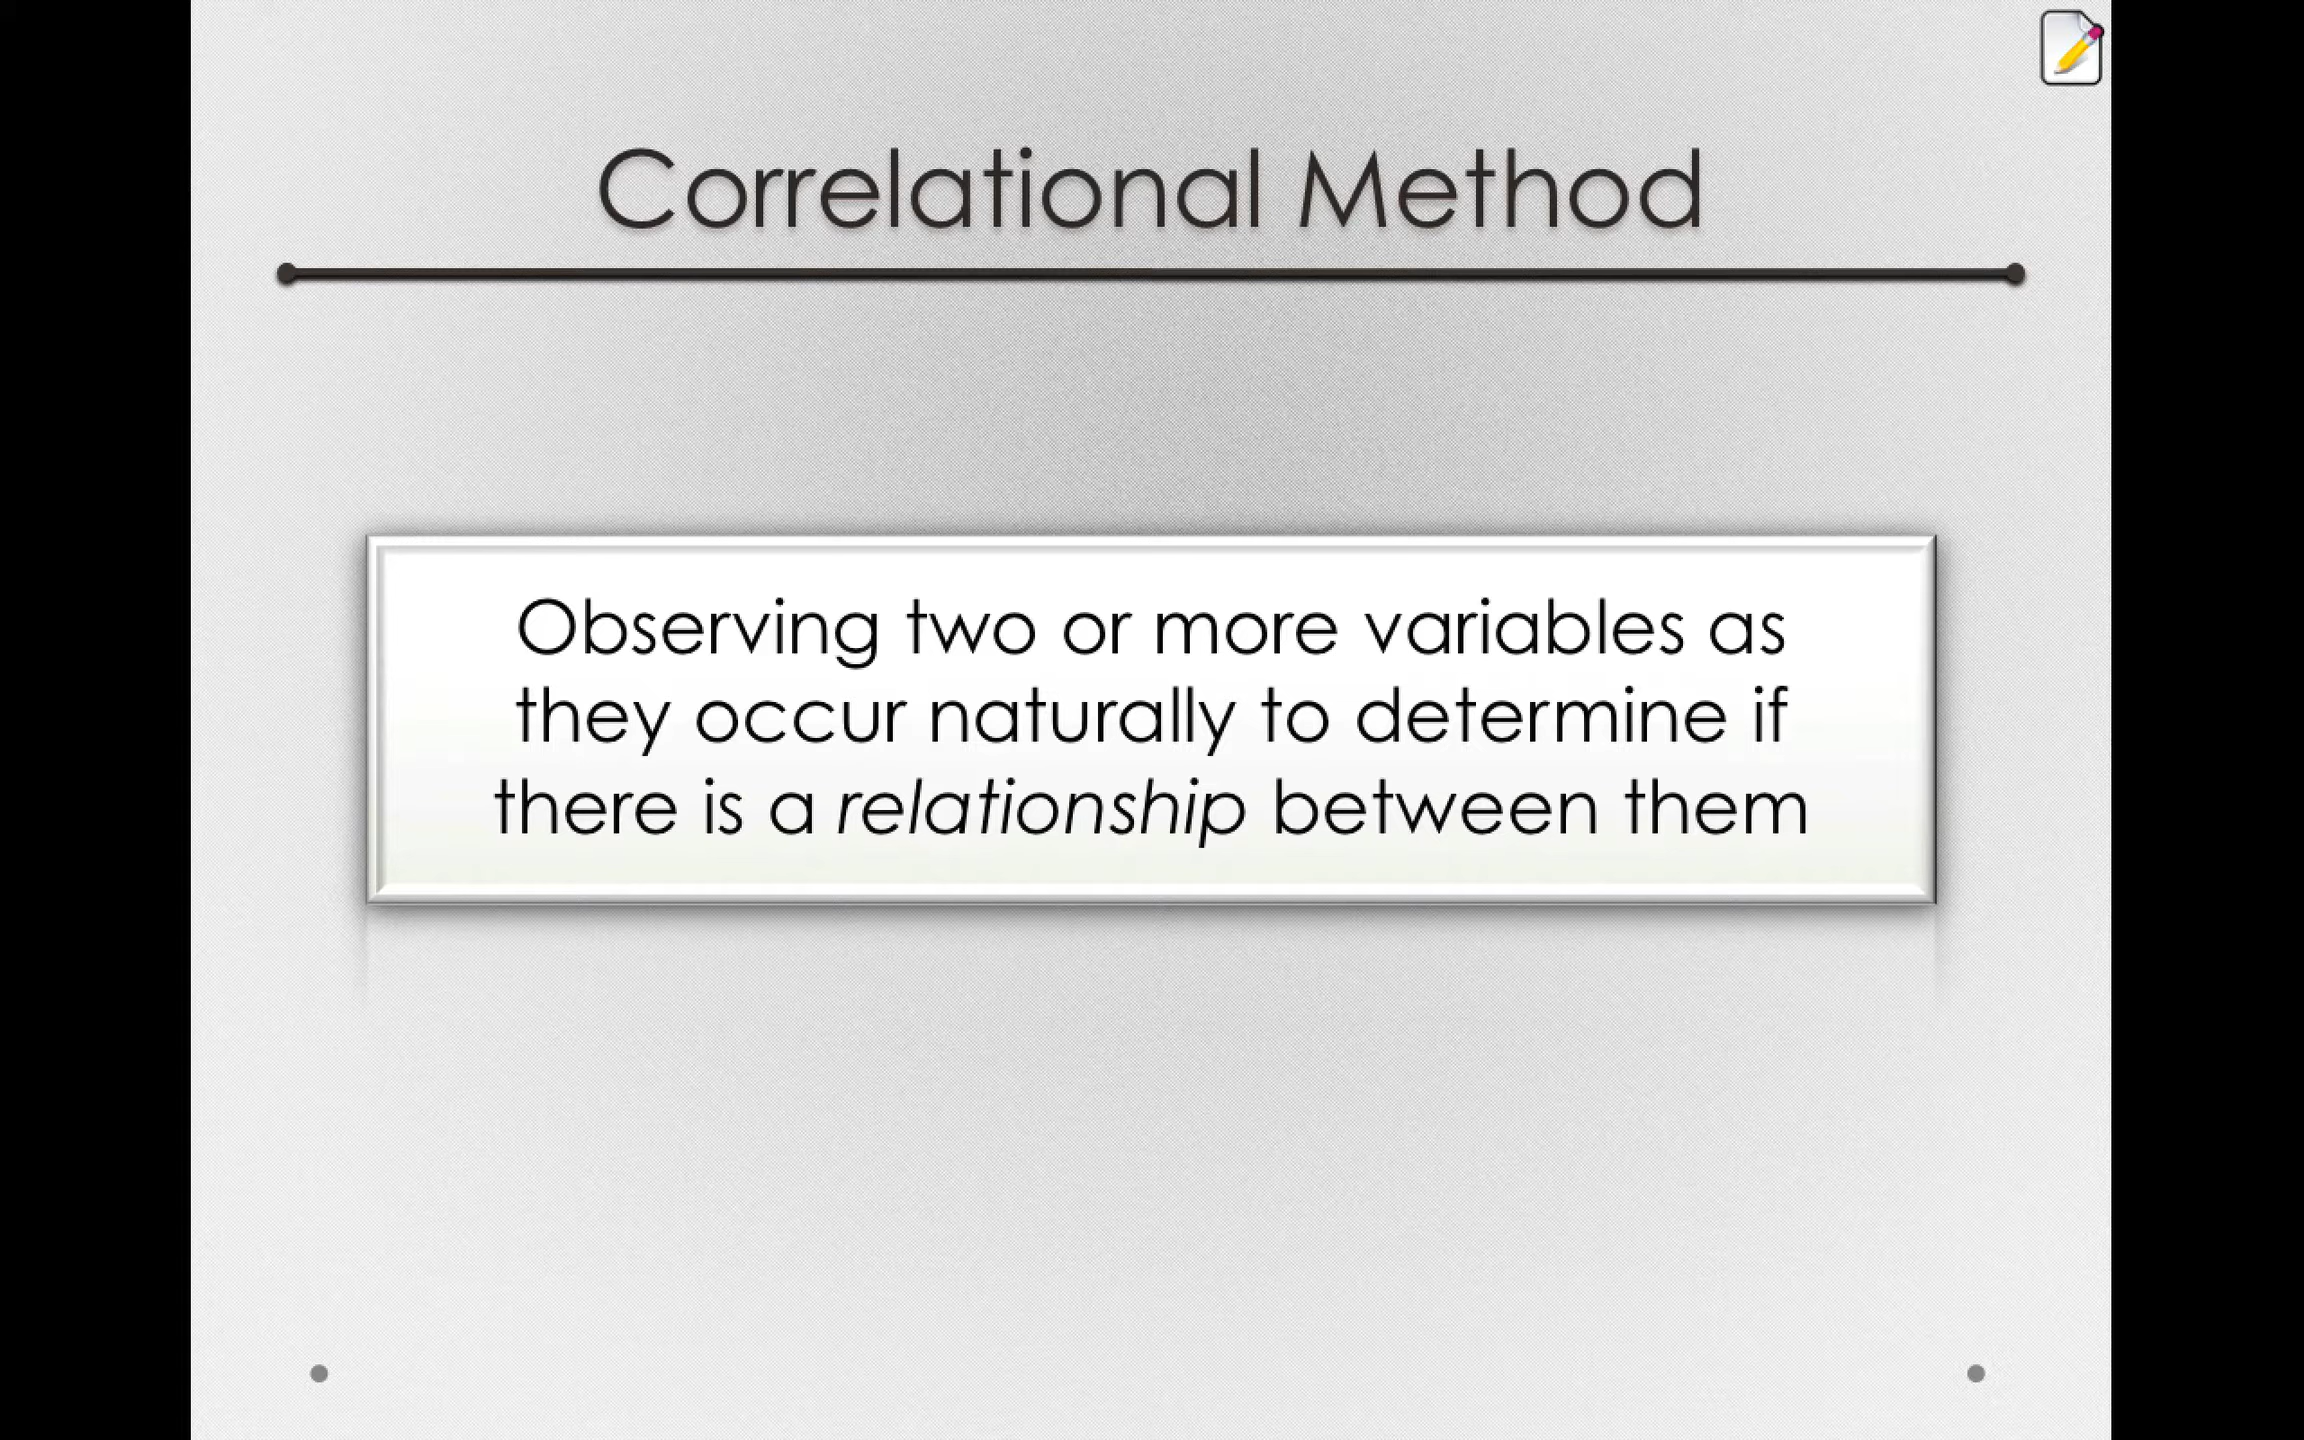 Correlational Method
Observing two or more variables as
they occur naturally to determine if
there is a relationship between them